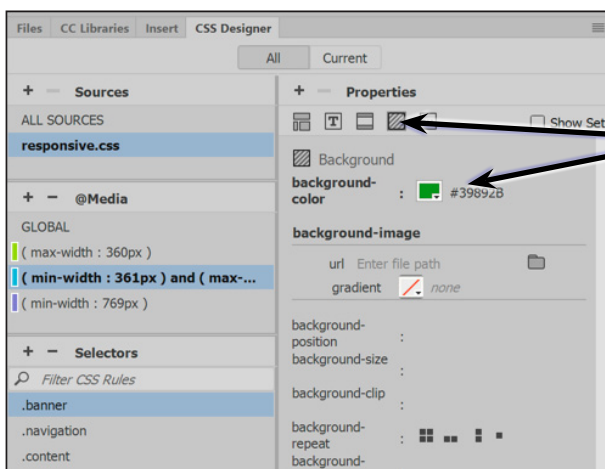 Files CC Libraries Insert CSS Designer
All Current
+ − Sources
ALL SOURCES
responsive.css
+ − @Media
GLOBAL
( max-width : 360px )
( min-width : 361px ) and ( max-...
( min-width : 769px )
+ − Selectors
Filter CSS Rules
.banner
.navigation
.content
+ − Properties
T Show Set
Background
background-
color : #39892B
background-image
url Enter file path
gradient none
background-
position :
background-size :
background-clip :
background-
repeat :
background-